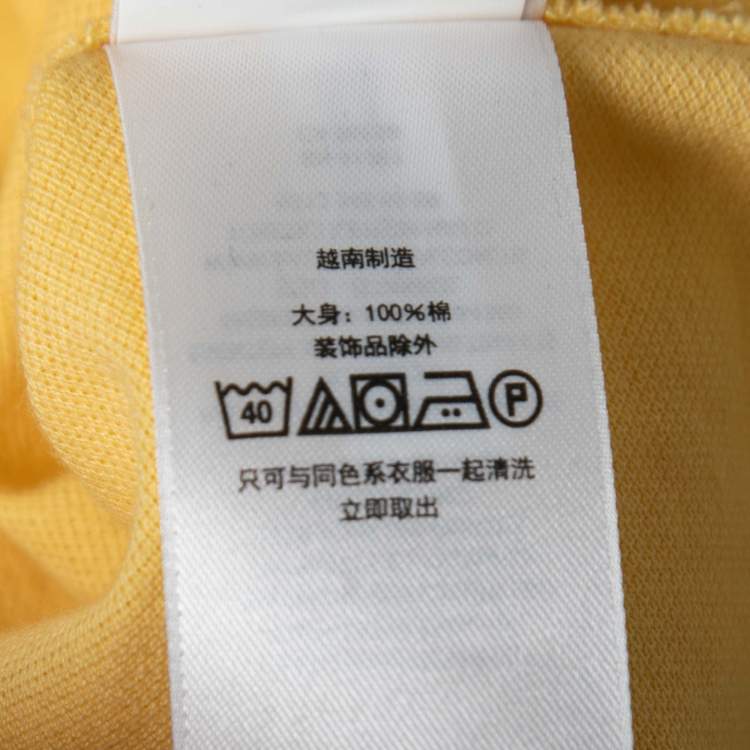 越南制造
大身：100%棉
装饰品除外
40 P
只可与同色系衣服一起清洗
立即取出